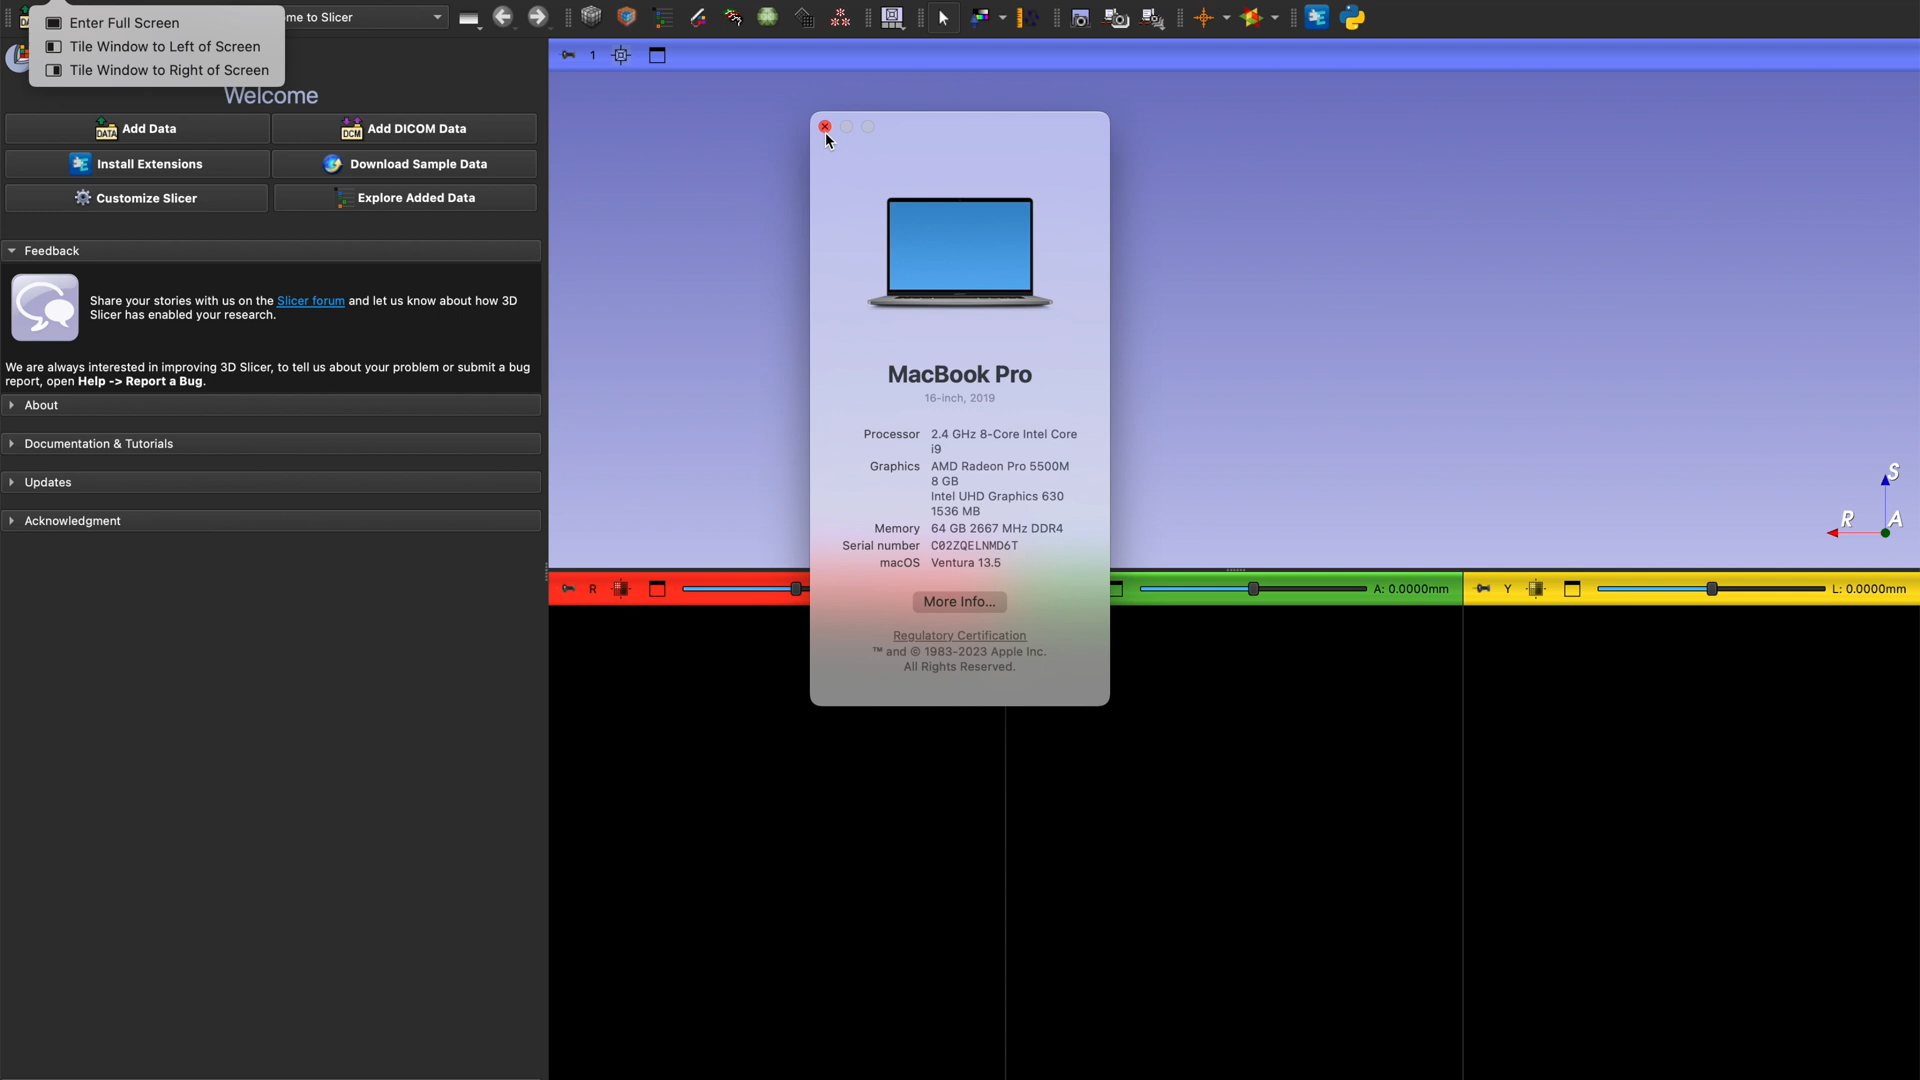 Enter Full Screen
Tile Window to Left of Screen
Tile Window to Right of Screen
me to Slicer
Welcome
DATA Add Data
DCM Add DICOM Data
Install Extensions
Download Sample Data
Customize Slicer
Explore Added Data
Feedback
Share your stories with us on the Slicer forum and let us know about how 3D
Slicer has enabled your research.
We are always interested in improving 3D Slicer, to tell us about your problem or submit a bug
report, open Help -> Report a Bug.
About
Documentation & Tutorials
Updates
Acknowledgment
1
MacBook Pro
16-inch, 2019
Processor 2.4 GHz 8-Core Intel Core
i9
Graphics AMD Radeon Pro 5500M
8 GB
Intel UHD Graphics 630
1536 MB
Memory 64 GB 2667 MHz DDR4
Serial number C02ZQELNMD6T
macOS Ventura 13.5
More Info...
Regulatory Certification
™ and © 1983-2023 Apple Inc.
All Rights Reserved.
S
R
A
R
A: 0.0000mm
Y
L: 0.0000mm